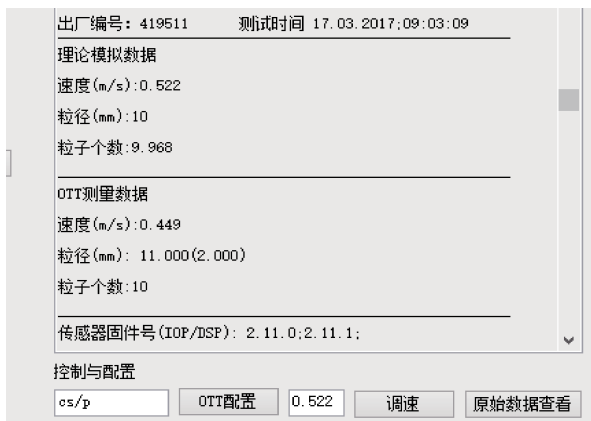 出厂编号: 419511 测试时间 17.03.2017;09:03:09
理论模拟数据
速度(m/s):0.522
粒径(mm):10
粒子个数:9.968
OTT测量数据
速度(m/s):0.449
粒径(mm): 11.000(2.000)
粒子个数:10
传感器固件号(IOP/DSP): 2.11.0;2.11.1;
控制与配置
cs/p OTT配置 0.522 调速 原始数据查看